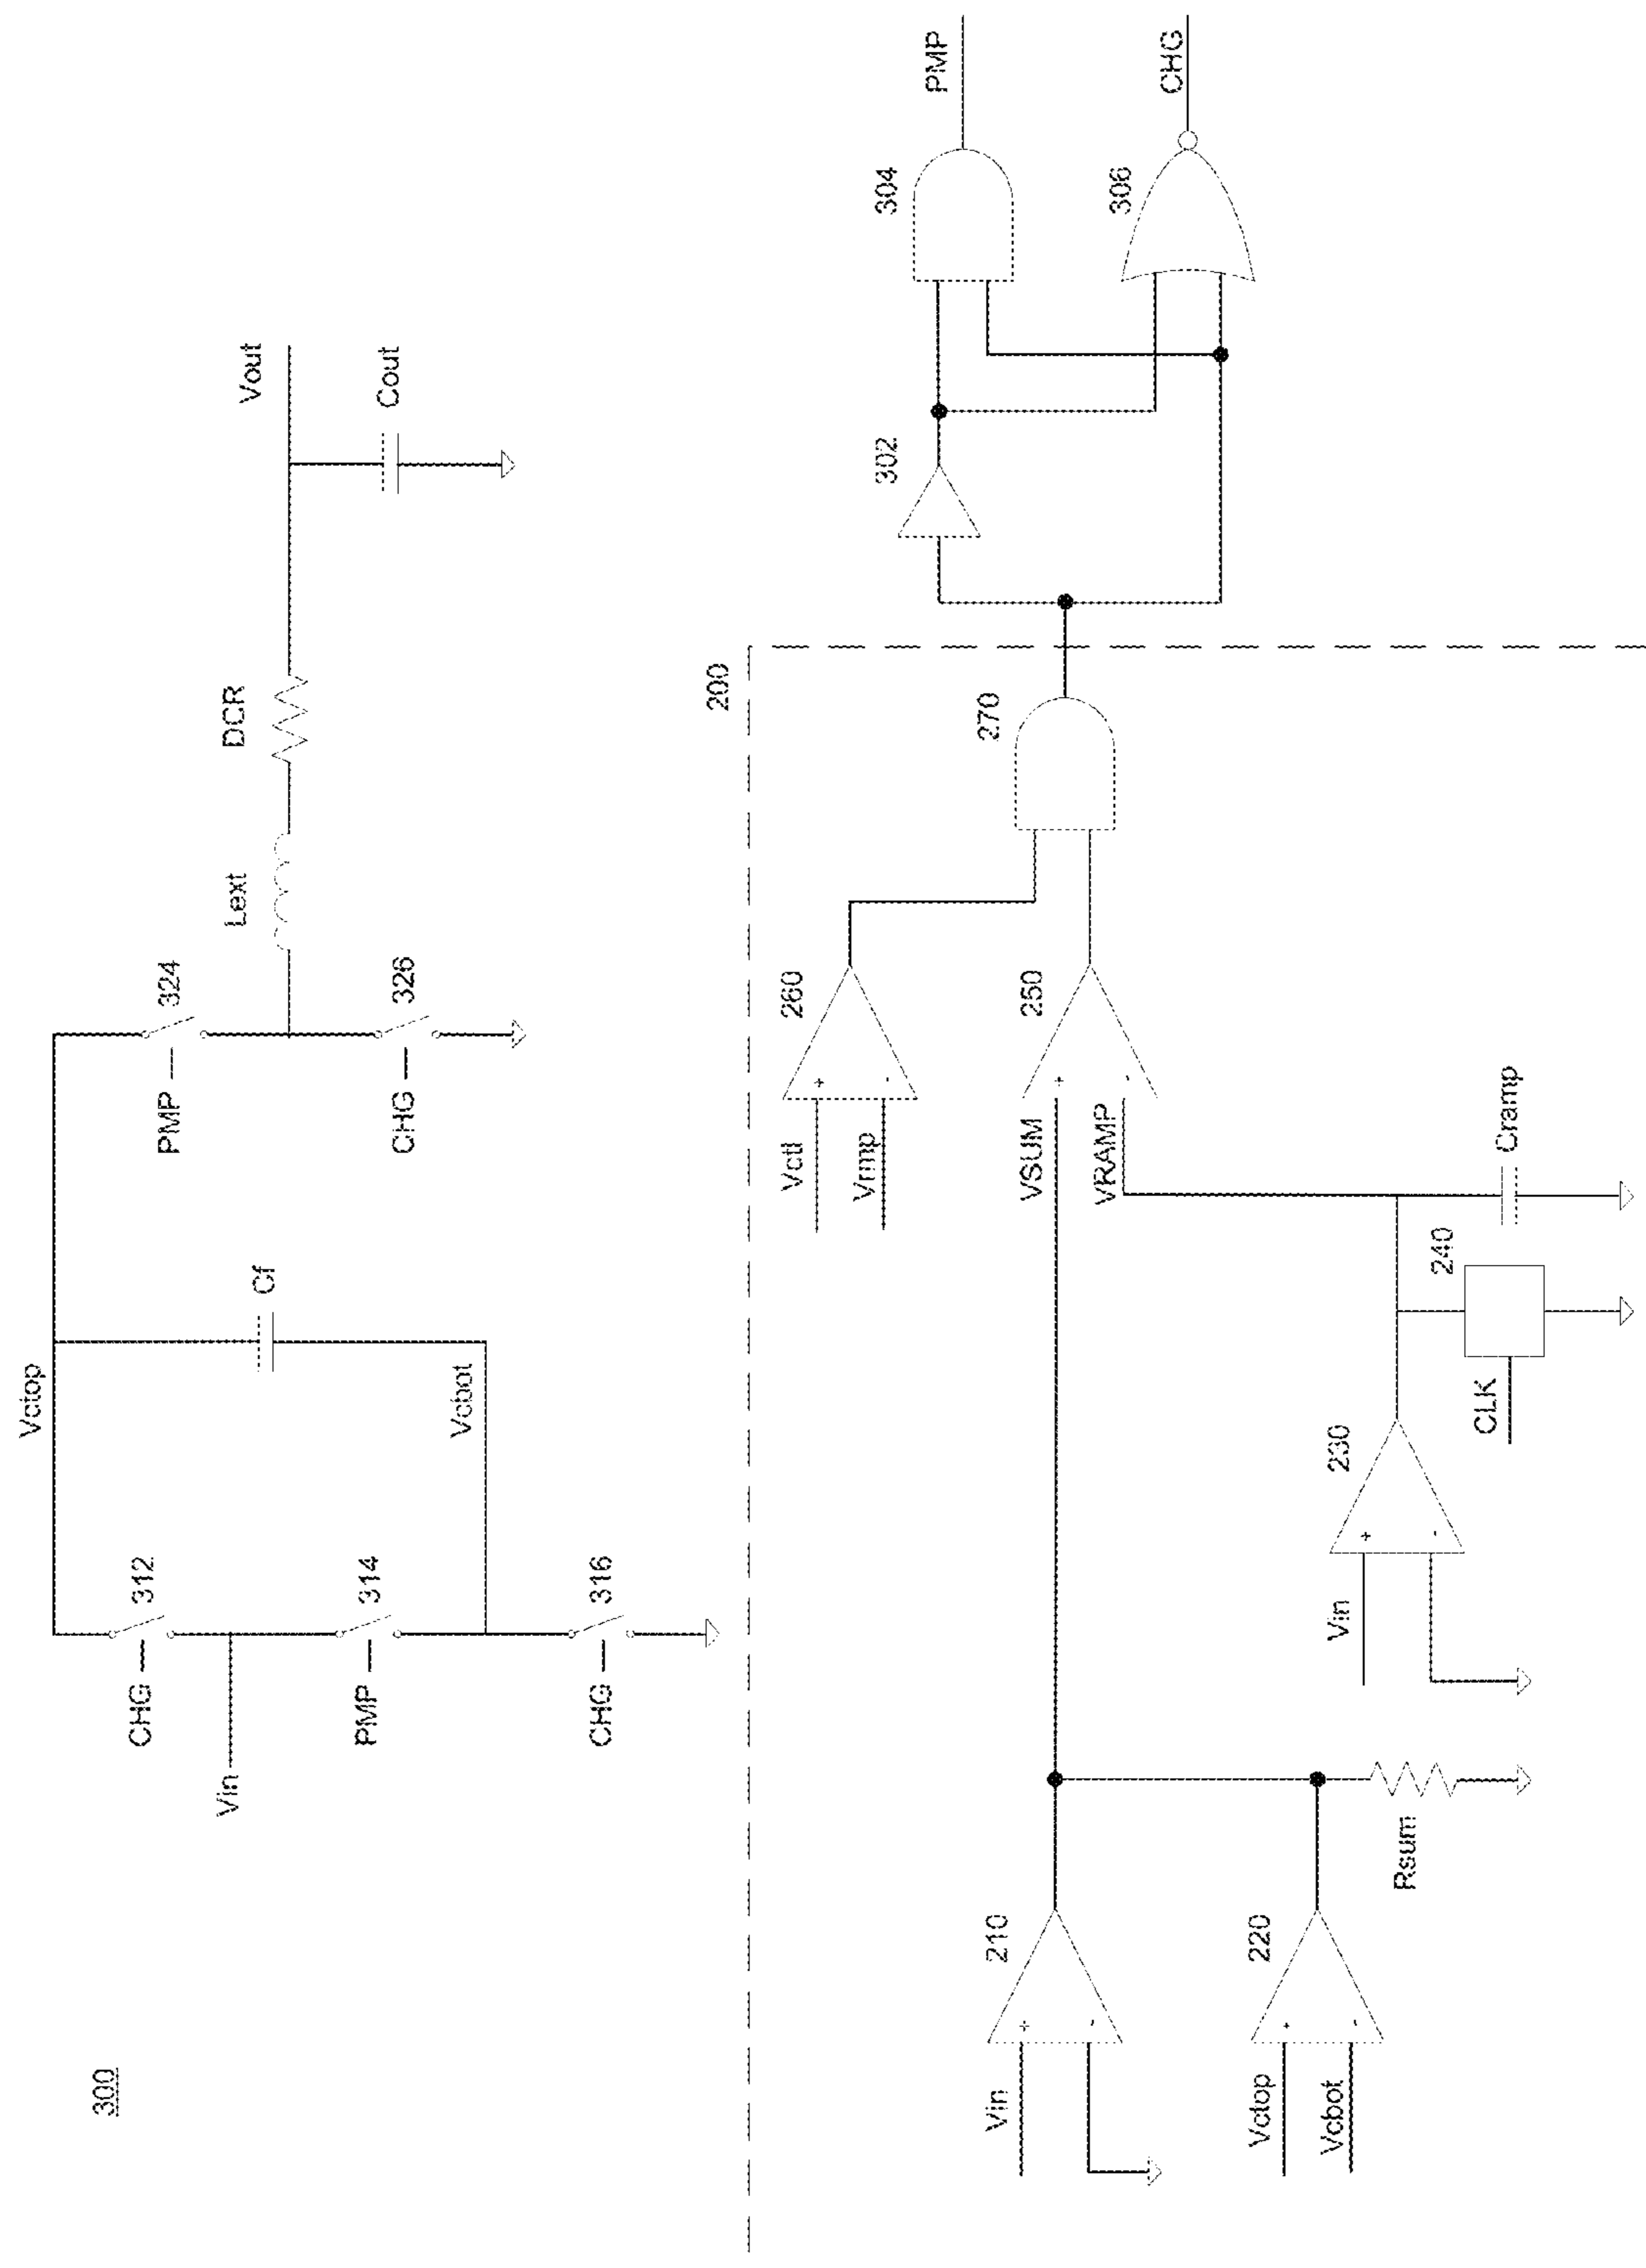 300
Vctop
CHG
312
Vin
PMP
314
Cf
Vcbot
CHG
316
PMP
324
CHG
326
Lext
DCR
Vout
Cout
200
Vctl
Vrmp
260
270
VSUM
VRAMP
250
302
304
PMP
306
CHG
Vin
210
Vctop
Vcbot
220
Rsum
Vin
230
CLK
240
Cramp